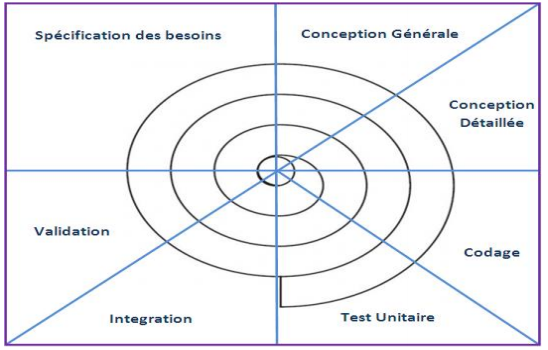 Spécification des besoins
Conception Générale
Conception
Détaillée
Validation
Codage
Integration
Test Unitaire